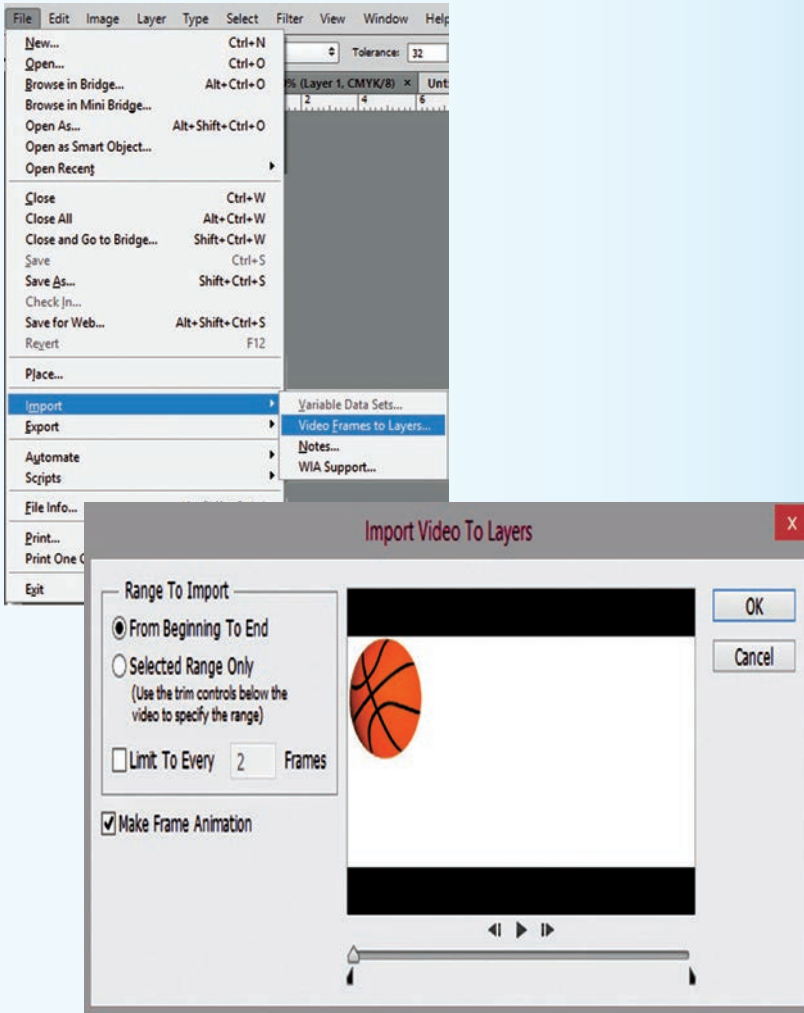 File Edit Image Layer Type Select Filter View Window Help
New... Ctrl+N
Tolerance: 32
Open... Ctrl+O
Browse in Bridge... Alt+Ctrl+O
(Layer 1, CMYK/8) ×
Browse in Mini Bridge...
2 4 6
Open As... Alt+Shift+Ctrl+O
Open as Smart Object...
Open Recent
Close Ctrl+W
Close All Alt+Ctrl+W
Close and Go to Bridge... Shift+Ctrl+W
Save Ctrl+S
Save As... Shift+Ctrl+S
Check In...
Save for Web... Alt+Shift+Ctrl+S
Revert F12
Place...
Import
Export
Automate
Scripts
File Info...
Print...
Print One
Exit
Variable Data Sets...
Video Frames to Layers...
Notes...
WIA Support...
Import Video To Layers
x
Range To Import
From Beginning To End
Selected Range Only
(Use the trim controls below the
video to specify the range)
Limit To Every 2 Frames
Make Frame Animation
OK
Cancel